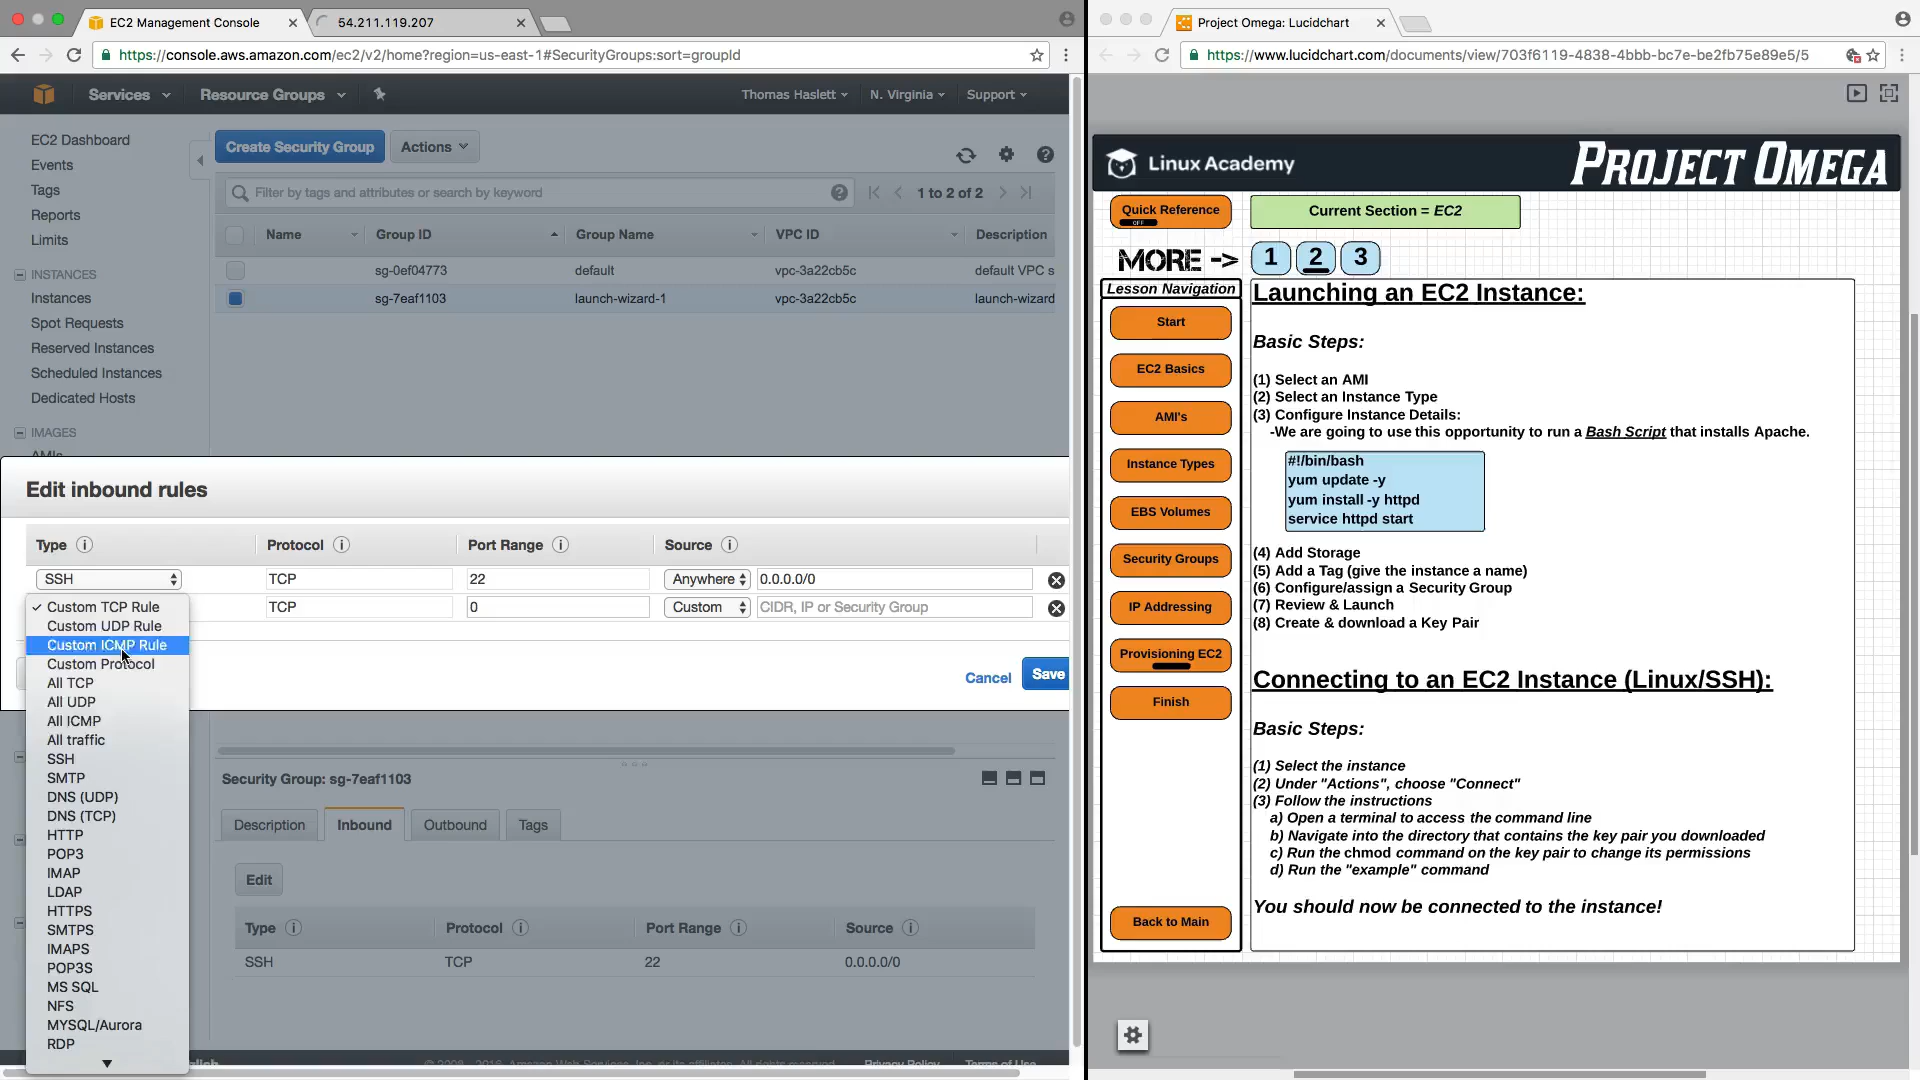 EC2 Management Console
54.211.119.207
https://console.aws.amazon.com/ec2/v2/home?region=us-east-1#SecurityGroups:sort=groupId
Services
Resource Groups
Thomas Haslett
N. Virginia
Support
EC2 Dashboard
Events
Tags
Reports
Limits
INSTANCES
Instances
Spot Requests
Reserved Instances
Scheduled Instances
Dedicated Hosts
IMAGES
AMIs
Create Security Group
Actions
Filter by tags and attributes or search by keyword
1 to 2 of 2
Name
Group ID
Group Name
VPC ID
Description
sg-0ef04773
default
vpc-3a22cb5c
default VPC s
sg-7eaf1103
launch-wizard-1
vpc-3a22cb5c
launch-wizard
Edit inbound rules
Type
Protocol
Port Range
Source
SSH
TCP
22
Anywhere
0.0.0.0/0
TCP
0
Custom
CIDR, IP or Security Group
Cancel
Save
✓ Custom TCP Rule
Custom UDP Rule
Custom ICMP Rule
Custom Protocol
All TCP
All UDP
All ICMP
All traffic
SSH
SMTP
DNS (UDP)
DNS (TCP)
HTTP
POP3
IMAP
LDAP
HTTPS
SMTPS
IMAPS
POP3S
MS SQL
NFS
MYSQL/Aurora
RDP
Security Group: sg-7eaf1103
Description
Inbound
Outbound
Tags
Edit
Type
Protocol
Port Range
Source
SSH
TCP
22
0.0.0.0/0
Privacy Policy
Terms of Use
Project Omega: Lucidchart
https://www.lucidchart.com/documents/view/703f6119-4838-4bbb-bc7e-be2fb75e89e5/5
Linux Academy
PROJECT OMEGA
Quick Reference
OFF
Current Section = EC2
MORE ->
1
2
3
Lesson Navigation
Start
EC2 Basics
AMI's
Instance Types
EBS Volumes
Security Groups
IP Addressing
Provisioning EC2
Finish
Back to Main
Launching an EC2 Instance:
Basic Steps:
(1) Select an AMI
(2) Select an Instance Type
(3) Configure Instance Details:
-We are going to use this opportunity to run a Bash Script that installs Apache.
#!/bin/bash
yum update -y
yum install -y httpd
service httpd start
(4) Add Storage
(5) Add a Tag (give the instance a name)
(6) Configure/assign a Security Group
(7) Review & Launch
(8) Create & download a Key Pair
Connecting to an EC2 Instance (Linux/SSH):
Basic Steps:
(1) Select the instance
(2) Under "Actions", choose "Connect"
(3) Follow the instructions
a) Open a terminal to access the command line
b) Navigate into the directory that contains the key pair you downloaded
c) Run the chmod command on the key pair to change its permissions
d) Run the "example" command
You should now be connected to the instance!